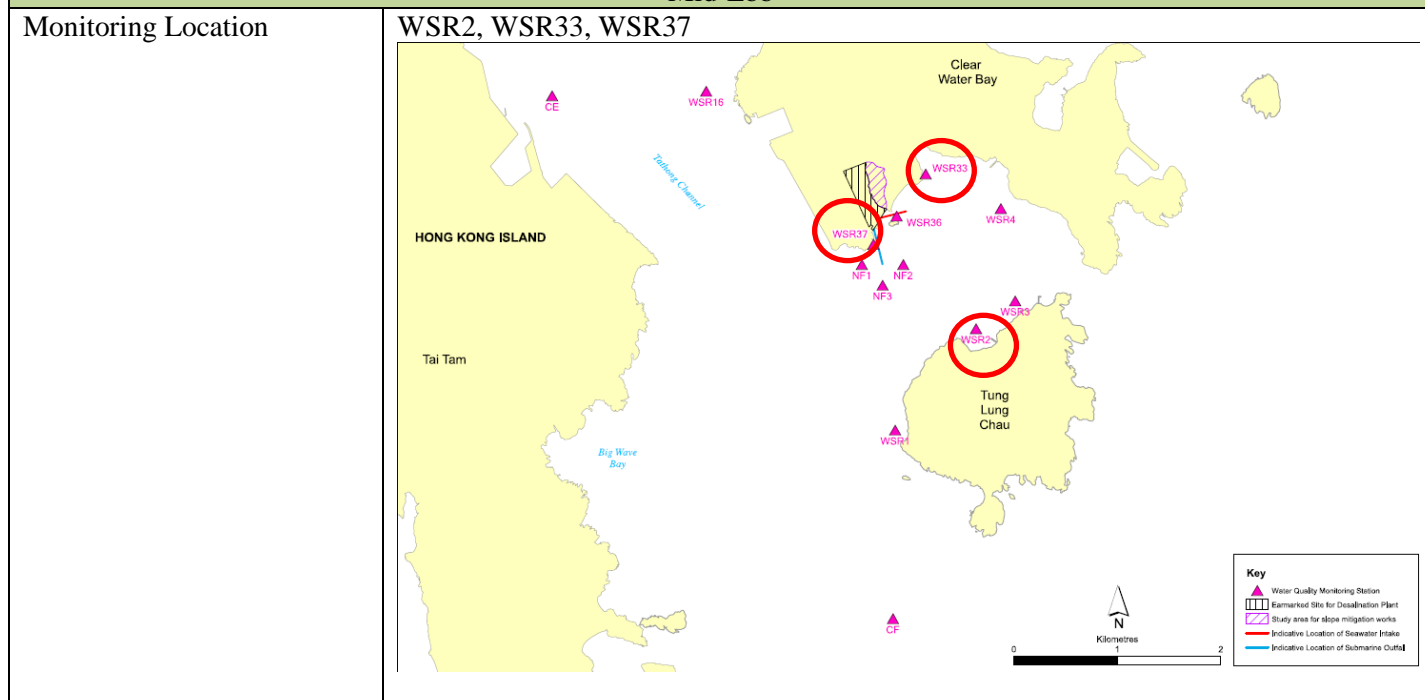 Monitoring Location
WSR2, WSR33, WSR37
Clear
Water Bay
CE
WSR16
Tathong Channel
WSR33
WSR36
WSR4
WSR37
HONG KONG ISLAND
NF1
NF2
NF3
WSR3
WSR2
Tai Tam
Tung
Lung
Chau
WSR1
Big Wave
Bay
CF
N
Kilometres
0
1
2
Key
Water Quality Monitoring Station
Earmarked Site for Desalination Plant
Study area for slope mitigation works
Indicative Location of Seawater Intake
Indicative Location of Submarine Outfall